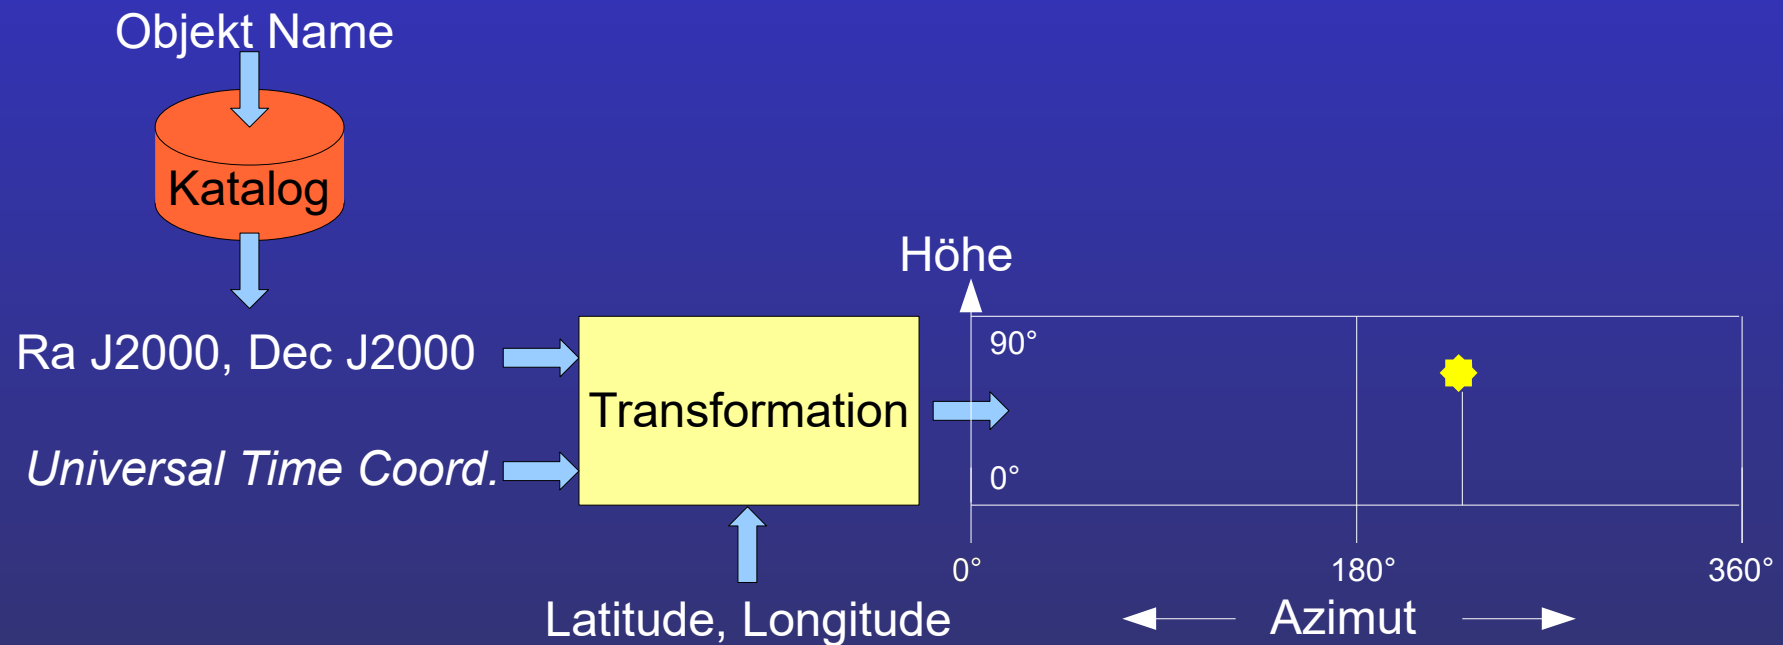 Objekt Name
Katalog
Höhe
Ra J2000, Dec J2000
90°
Transformation
Universal Time Coord.
0°
0°
180°
360°
Latitude, Longitude
Azimut